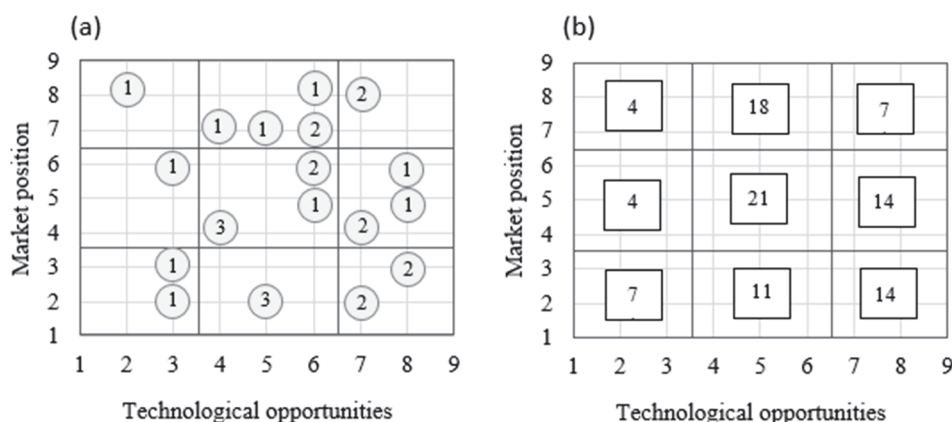 (a)
9
8
7
6
5
4
3
2
1
Market position
1 1 2
1 1 2
1 2 1
1 1
3 2
1 2
1 3 2
1 2 3 4 5 6 7 8 9
Technological opportunities
(b)
9
8
7
6
5
4
3
2
1
Market position
4 18 7
4 21 14
7 11 14
1 2 3 4 5 6 7 8 9
Technological opportunities